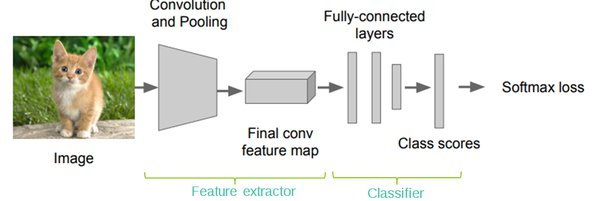 Convolution
and Pooling
Fully-connected
layers
Softmax loss
Final conv
feature map
Class scores
Image
Feature extractor
Classifier